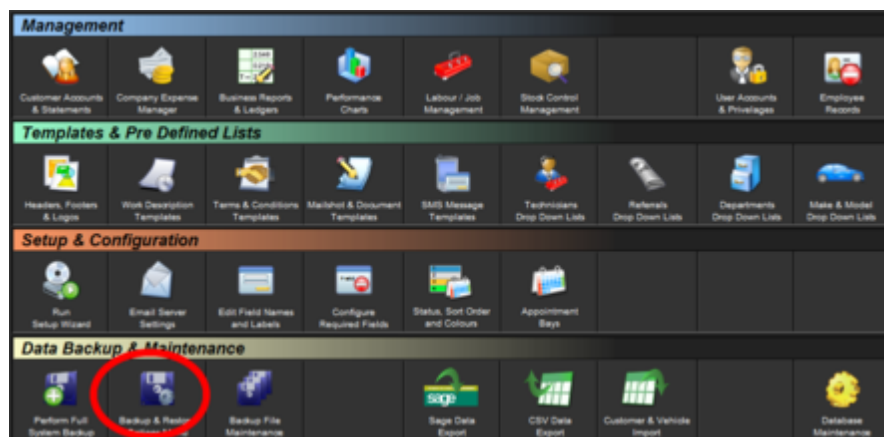 Management
Customer Accounts
& Statements
Company Expense
Manager
Business Reports
& Ledgers
Performance
Charts
Labour / Job
Management
Stock Control
Management
User Accounts
& Privelages
Employee
Records
Templates & Pre Defined Lists
Headers, Footers
& Logos
Work Description
Templates
Terms & Conditions
Templates
Mailshot & Document
Templates
SMS Message
Templates
Technicians
Drop Down Lists
Referrals
Drop Down Lists
Departments
Drop Down Lists
Make & Model
Drop Down Lists
Setup & Configuration
Run
Setup Wizard
Email Server
Settings
Edit Field Names
and Labels
Configure
Required Fields
Status, Sort Order
and Colours
Appointment
Bays
Data Backup & Maintenance
Perform Full
System Backup
Backup & Restore
Backup File
Maintenance
sage
Sage Data
Export
CSV Data
Export
Customer & Vehicle
Import
Database
Maintenance